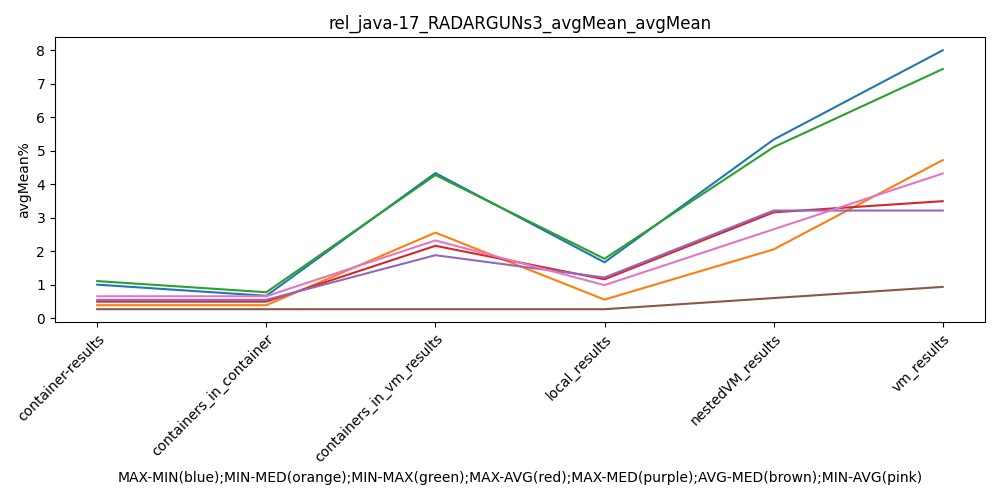 rel_java-17_RADARGUNs3_avgMean_avgMean
avgMean%
8
7
6
5
4
3
2
1
0
container-results
containers_in_container
containers_in_vm_results
local_results
nestedVM_results
vm_results
MAX-MIN(blue);MIN-MED(orange);MIN-MAX(green);MAX-AVG(red);MAX-MED(purple);AVG-MED(brown);MIN-AVG(pink)